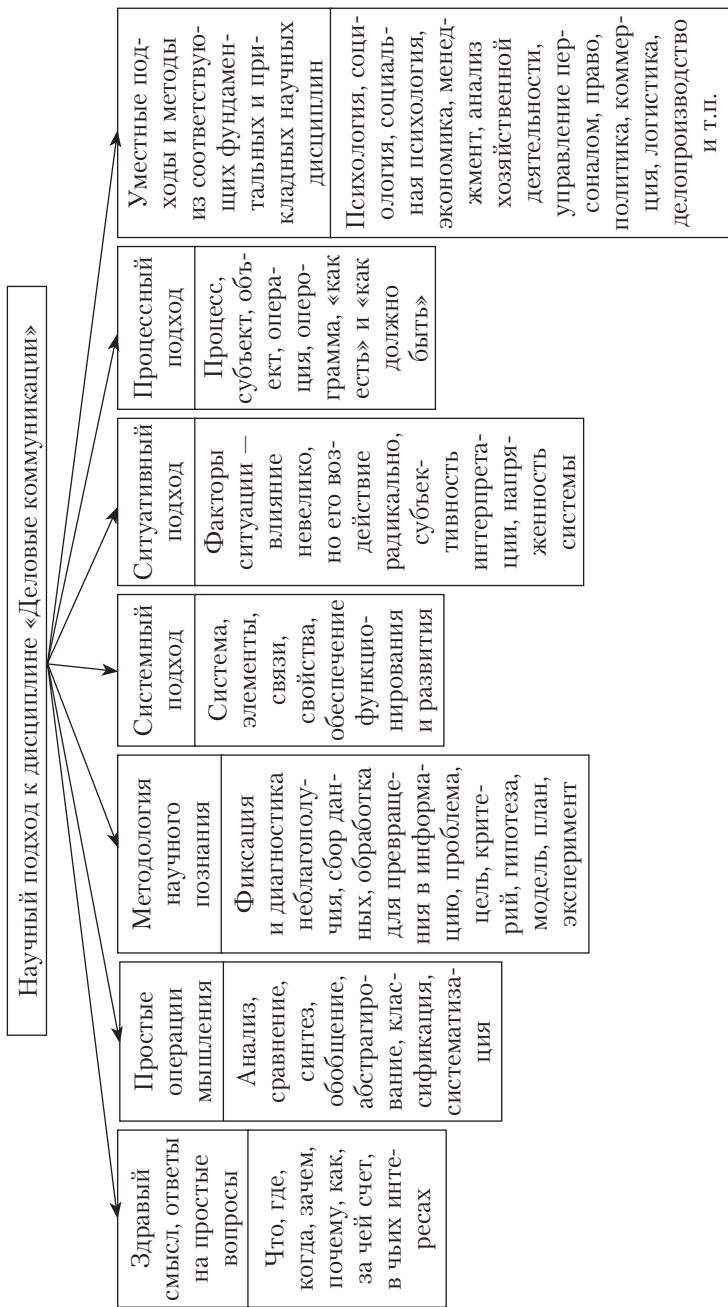 Научный подход к дисциплине «Деловые коммуникации»
Здравый
смысл, ответы
на простые
вопросы
Что, где,
когда, зачем,
почему, как,
за чей счет,
в чьих инте-
ресах
Простые
операции
мышления
Анализ,
сравнение,
синтез,
обобщение,
абстрагиро-
вание, клас-
сификация,
систематиза-
ция
Методология
научного
познания
Фиксация
и диагностика
неблагополу-
чия, сбор дан-
ных, обработка
для превраще-
ния в информа-
цию, проблема,
цель, крите-
рий, гипотеза,
модель, план,
эксперимент
Системный
подход
Система,
элементы,
связи,
свойства,
обеспечение
функцио-
нирования
и развития
Ситуативный
подход
Факторы
ситуации —
влияние
невелико,
но его воз-
действие
радикально,
субъек-
тивность
интерпрета-
ции, напря-
женность
системы
Процессный
подход
Процесс,
субъект, объ-
ект, опера-
ция, оперо-
грамма, «как
есть» и «как
должно
быть»
Уместные под-
ходы и методы
из соответствую-
щих фундамен-
тальных и при-
кладных научных
дисциплин
Психология, соци-
ология, социаль-
ная психология,
экономика, менед-
жмент, анализ
хозяйственной
деятельности,
управление пер-
соналом, право,
политика, коммер-
ция, логистика,
делопроизводство
и т.п.